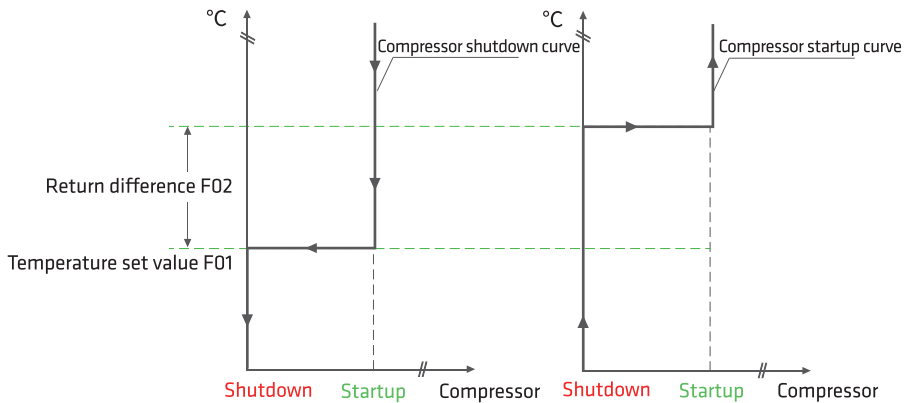 °C
°C
Compressor shutdown curve
Compressor startup curve
Return difference F02
Temperature set value F01
Shutdown
Startup
Compressor
Shutdown
Startup
Compressor